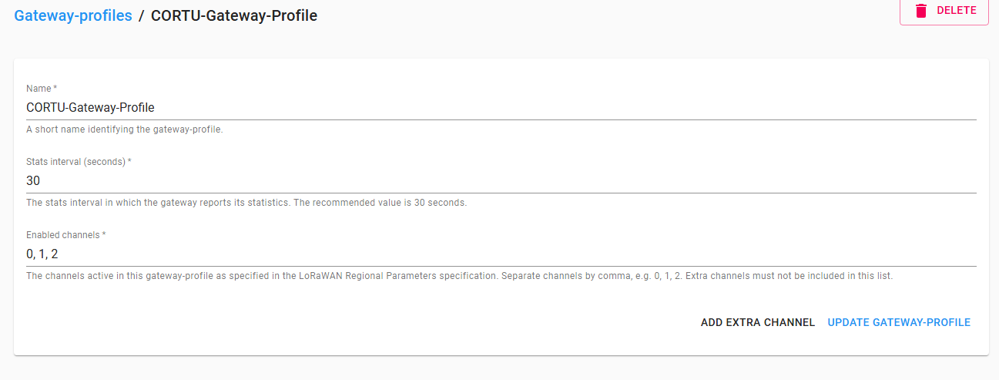 Gateway-profiles / CORTU-Gateway-Profile
DELETE
Name *
CORTU-Gateway-Profile
A short name identifying the gateway-profile.
Stats interval (seconds) *
30
The stats interval in which the gateway reports its statistics. The recommended value is 30 seconds.
Enabled channels *
0, 1, 2
The channels active in this gateway-profile as specified in the LoRaWAN Regional Parameters specification. Separate channels by comma, e.g. 0, 1, 2. Extra channels must not be included in this list.
ADD EXTRA CHANNEL UPDATE GATEWAY-PROFILE